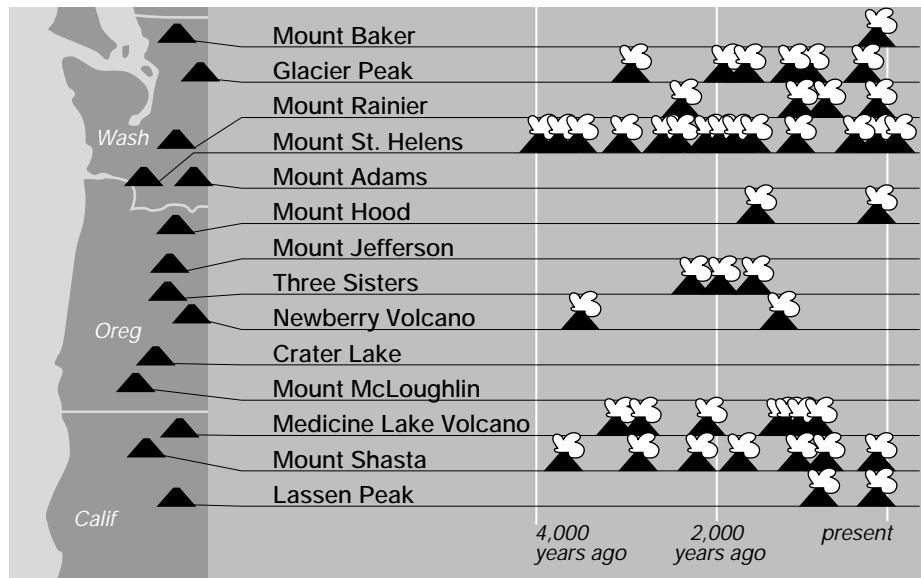 Mount Baker
Glacier Peak
Mount Rainier
Wash
Mount St. Helens
Mount Adams
Mount Hood
Mount Jefferson
Three Sisters
Oreg
Newberry Volcano
Crater Lake
Mount McLoughlin
Medicine Lake Volcano
Mount Shasta
Lassen Peak
Calif
4,000
years ago
2,000
years ago
present